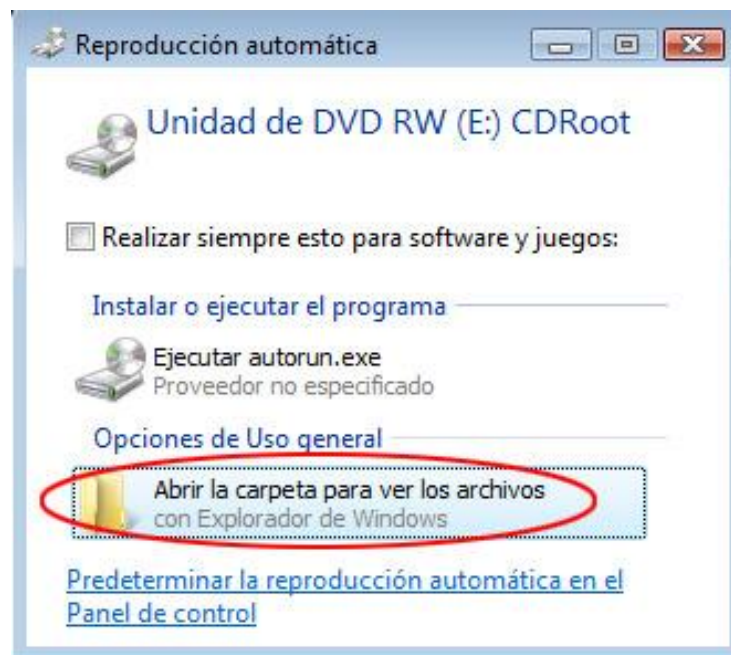 Reproducción automática
Unidad de DVD RW (E:) CDRoot
Realizar siempre esto para software y juegos:
Instalar o ejecutar el programa
Ejecutar autorun.exe
Proveedor no especificado
Opciones de Uso general
Abrir la carpeta para ver los archivos
con Explorador de Windows
Predeterminar la reproducción automática en el
Panel de control